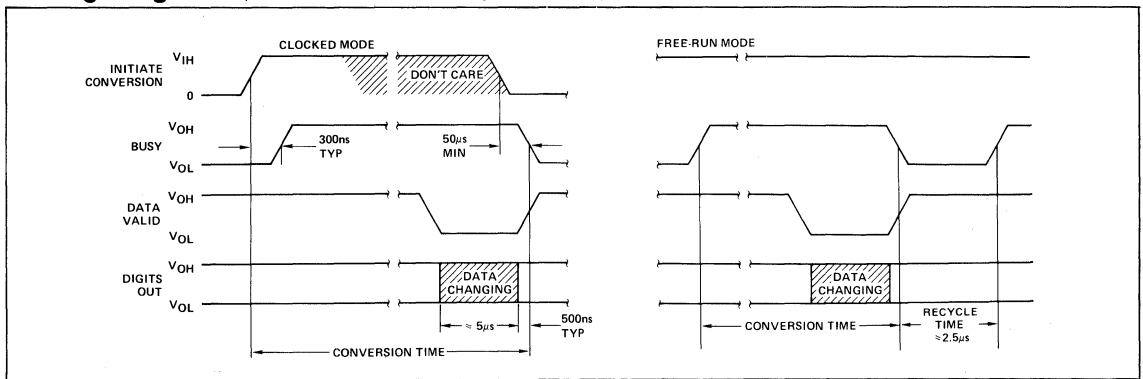 CLOCKED MODE
FREE-RUN MODE
INITIATE
CONVERSION
VIH
0
DON'T CARE
BUSY
VOH
VOL
300ns
TYP
50µs
MIN
DATA
VALID
VOH
VOL
DIGITS
OUT
VOH
VOL
DATA
CHANGING
DATA
CHANGING
≈ 5µs
500ns
TYP
CONVERSION TIME
CONVERSION TIME
RECYCLE
TIME
≈2.5µs